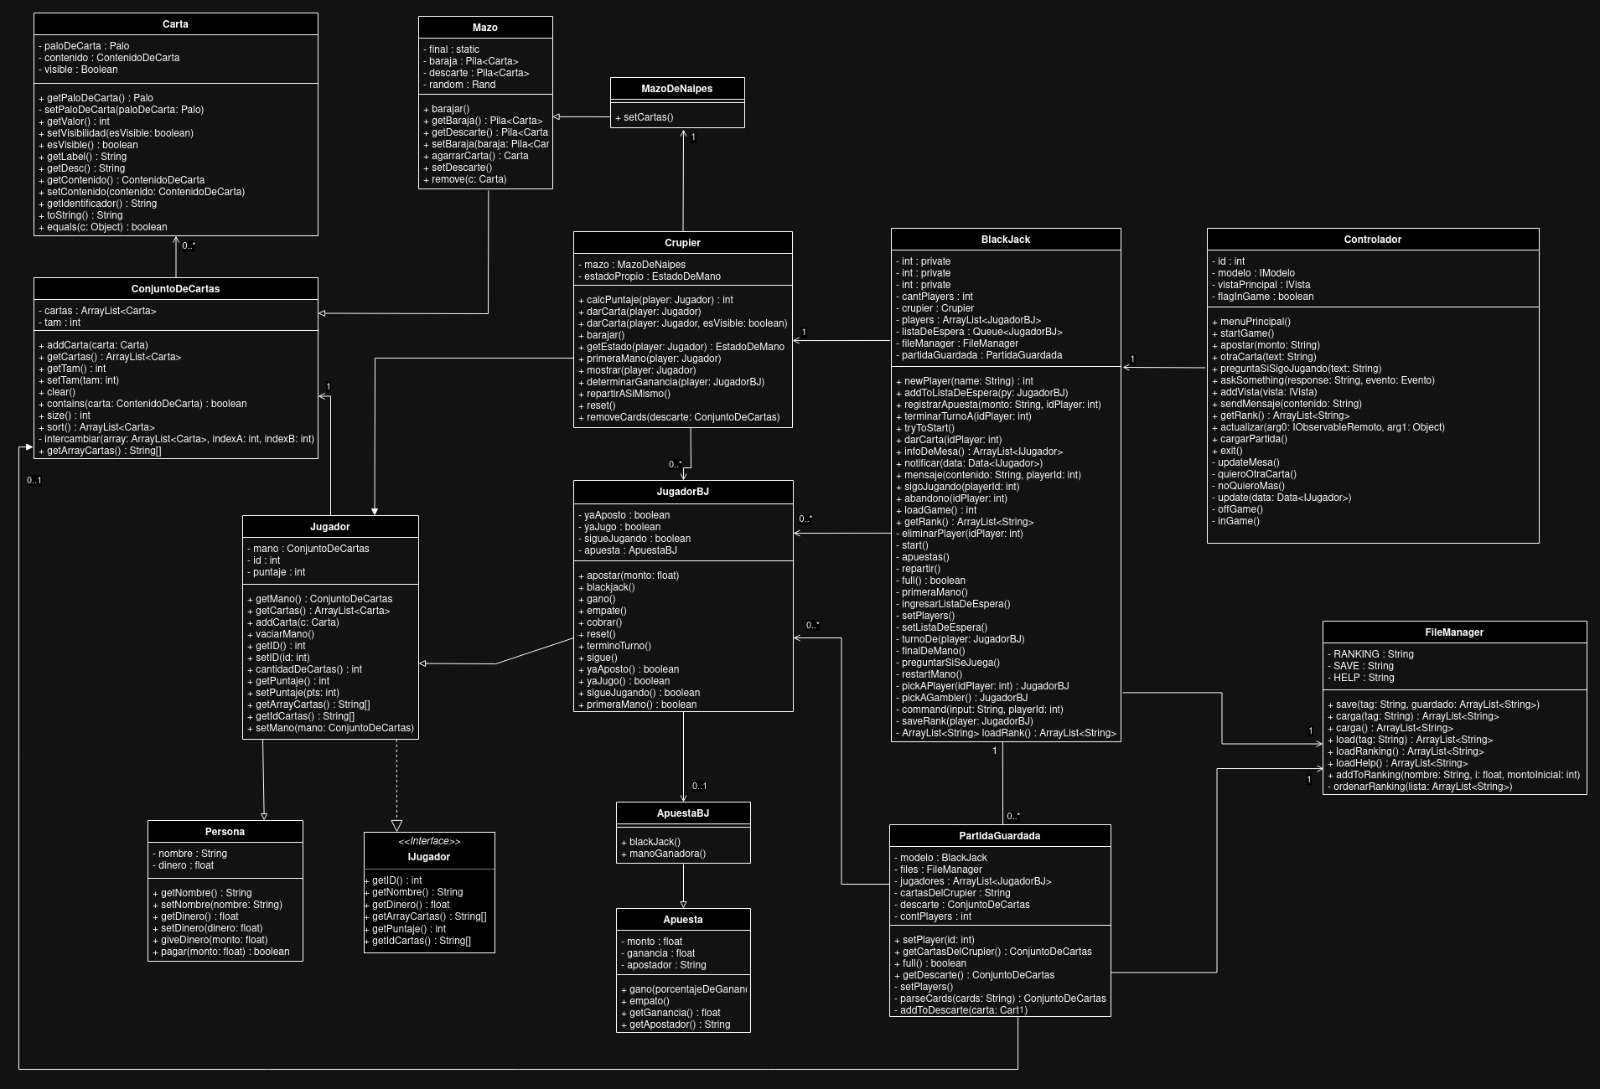 Carta
- paloDeCarta : Palo
- contenido : ContenidoDeCarta
- visible : Boolean
+ getPaloDeCarta() : Palo
- setPaloDeCarta(paloDeCarta: Palo)
+ getValor() : int
+ setVisibilidad(esVisible: boolean)
+ esVisible() : boolean
+ getLabel() : String
+ getDesc() : String
+ getContenido() : ContenidoDeCarta
+ setContenido(contenido: ContenidoDeCarta)
+ getIdentificador() : String
+ toString() : String
+ equals(c: Object) : boolean
0..*
Mazo
- final : static
- baraja : Pila<Carta>
- descarte : Pila<Carta>
- random : Rand
+ barajar()
+ getBaraja() : Pila<Carta>
+ getDescarte() : Pila<Carta
+ setBaraja(baraja: Pila<Car
+ agarrarCarta() : Carta
+ setDescarte()
+ remove(c: Carta)
MazoDeNaipes
+ setCartas()
1
ConjuntoDeCartas
- cartas : ArrayList<Carta>
- tam : int
+ addCarta(carta: Carta)
+ getCartas() : ArrayList<Carta>
+ getTam() : int
+ setTam(tam: int)
+ clear()
+ contains(carta: ContenidoDeCarta) : boolean
+ size() : int
+ sort() : ArrayList<Carta>
- intercambiar(array: ArrayList<Carta>, indexA: int, indexB: int)
+ getArrayCartas() : String[]
1
0..1
Crupier
- mazo : MazoDeNaipes
- estadoPropio : EstadoDeMano
+ calcPuntaje(player: Jugador) : int
+ darCarta(player: Jugador)
+ darCarta(player: Jugador, esVisible: boolean)
+ barajar()
+ getEstado(player: Jugador) : EstadoDeMano
+ primeraMano(player: Jugador)
+ mostrar(player: Jugador)
+ determinarGanancia(player: JugadorBJ)
+ repartirASiMismo()
+ reset()
+ removeCards(descarte: ConjuntoDeCartas)
1
0..*
BlackJack
- int : private
- int : private
- int : private
- cantPlayers : int
- crupier : Crupier
- players : ArrayList<JugadorBJ>
- listaDeEspera : Queue<JugadorBJ>
- fileManager : FileManager
- partidaGuardada : PartidaGuardada
+ newPlayer(name: String) : int
+ addToListaDeEspera(py: JugadorBJ)
+ registrarApuesta(monto: String, idPlayer: int)
+ terminarTurnoA(idPlayer: int)
+ tryToStart()
+ darCarta(idPlayer: int)
+ infoDeMesa() : ArrayList<IJugador>
+ notificar(data: Data<IJugador>)
+ mensaje(contenido: String, playerId: int)
+ sigoJugando(playerId: int)
+ abandono(idPlayer: int)
+ loadGame() : int
+ getRank() : ArrayList<String>
- eliminarPlayer(idPlayer: int)
- start()
- apuestas()
- repartir()
- full() : boolean
- primeraMano()
- ingresarListaDeEspera()
- setPlayers()
- setListaDeEspera()
- turnoDe(player: JugadorBJ)
- finalDeMano()
- preguntarSiSeJuega()
- restartMano()
- pickAPlayer(idPlayer: int) : JugadorBJ
- pickAGambler() : JugadorBJ
- command(input: String, playerId: int)
- saveRank(player: JugadorBJ)
- ArrayList<String> loadRank() : ArrayList<String>
1
Controlador
- id : int
- modelo : IModelo
- vistaPrincipal : IVista
- flagInGame : boolean
+ menuPrincipal()
+ startGame()
+ apostar(monto: String)
+ otraCarta(text: String)
+ preguntaSiSigoJugando(text: String)
+ askSomething(response: String, evento: Evento)
+ addVista(vista: IVista)
+ sendMensaje(contenido: String)
+ getRank() : ArrayList<String>
+ actualizar(arg0: IObservableRemoto, arg1: Object)
+ cargarPartida()
+ exit()
- updateMesa()
- quieroOtraCarta()
- noQuieroMas()
- update(data: Data<IJugador>)
- offGame()
- inGame()
Jugador
- mano : ConjuntoDeCartas
- id : int
- puntaje : int
+ getMano() : ConjuntoDeCartas
+ getCartas() : ArrayList<Carta>
+ addCarta(c: Carta)
+ vaciarMano()
+ getID() : int
+ setID(id: int)
+ cantidadDeCartas() : int
+ getPuntaje() : int
+ setPuntaje(pts: int)
+ getArrayCartas() : String[]
+ getIdCartas() : String[]
+ setMano(mano: ConjuntoDeCartas)
JugadorBJ
- yaAposto : boolean
- yaJugo : boolean
- sigueJugando : boolean
- apuesta : ApuestaBJ
+ apostar(monto: float)
+ blackjack()
+ gano()
+ empate()
+ cobrar()
+ reset()
+ terminoTurno()
+ sigue()
+ yaAposto() : boolean
+ yaJugo() : boolean
+ sigueJugando() : boolean
+ primeraMano() : boolean
0..*
0..*
0..1
FileManager
- RANKING : String
- SAVE : String
- HELP : String
+ save(tag: String, guardado: ArrayList<String>)
+ carga(tag: String) : ArrayList<String>
+ carga() : ArrayList<String>
+ load(tag: String) : ArrayList<String>
+ loadRanking() : ArrayList<String>
+ loadHelp() : ArrayList<String>
+ addToRanking(nombre: String, i: float, montoInicial: int)
- ordenarRanking(lista: ArrayList<String>)
1
1
1
0..*
Persona
- nombre : String
- dinero : float
+ getNombre() : String
+ setNombre(nombre: String)
+ getDinero() : float
+ setDinero(dinero: float)
+ giveDinero(monto: float)
+ pagar(monto: float) : boolean
<<Interface>>
IJugador
+ getID() : int
+ getNombre() : String
+ getDinero() : float
+ getArrayCartas() : String[]
+ getPuntaje() : int
+ getIdCartas() : String[]
ApuestaBJ
+ blackJack()
+ manoGanadora()
Apuesta
- monto : float
- ganancia : float
- apostador : String
+ gano(porcentajeDeGanan
+ empato()
+ getGanancia() : float
+ getApostador() : String
PartidaGuardada
- modelo : BlackJack
- files : FileManager
- jugadores : ArrayList<JugadorBJ>
- cartasDelCrupier : String
- descarte : ConjuntoDeCartas
- contPlayers : int
+ setPlayer(id: int)
+ getCartasDelCrupier() : ConjuntoDeCartas
+ full() : boolean
+ getDescarte() : ConjuntoDeCartas
- setPlayers()
- parseCards(cards: String) : ConjuntoDeCartas
- addToDescarte(carta: Cart1)